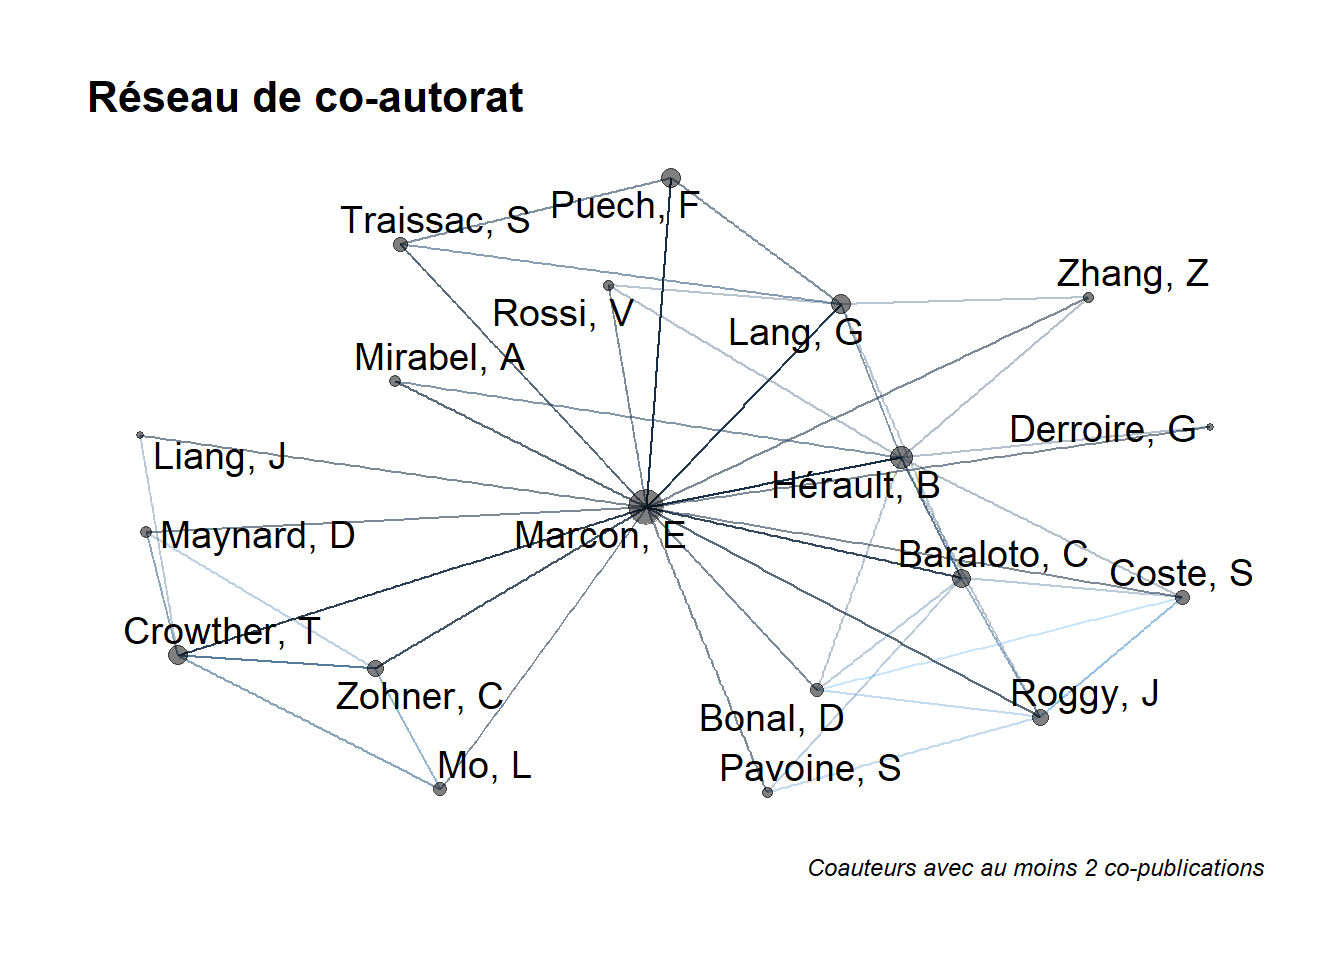 Réseau de co-autorat
Puech, F
Traissac, S
Zhang, Z
Rossi, V
Lang, G
Mirabel, A
Derroire, G
Liang, J
Hérault, B
Marcon, E
Maynard, D
Baraloto, C
Coste, S
Crowther, T
Zohner, C
Roggy, J
Bonal, D
Mo, L
Pavoine, S
Coauteurs avec au moins 2 co-publications